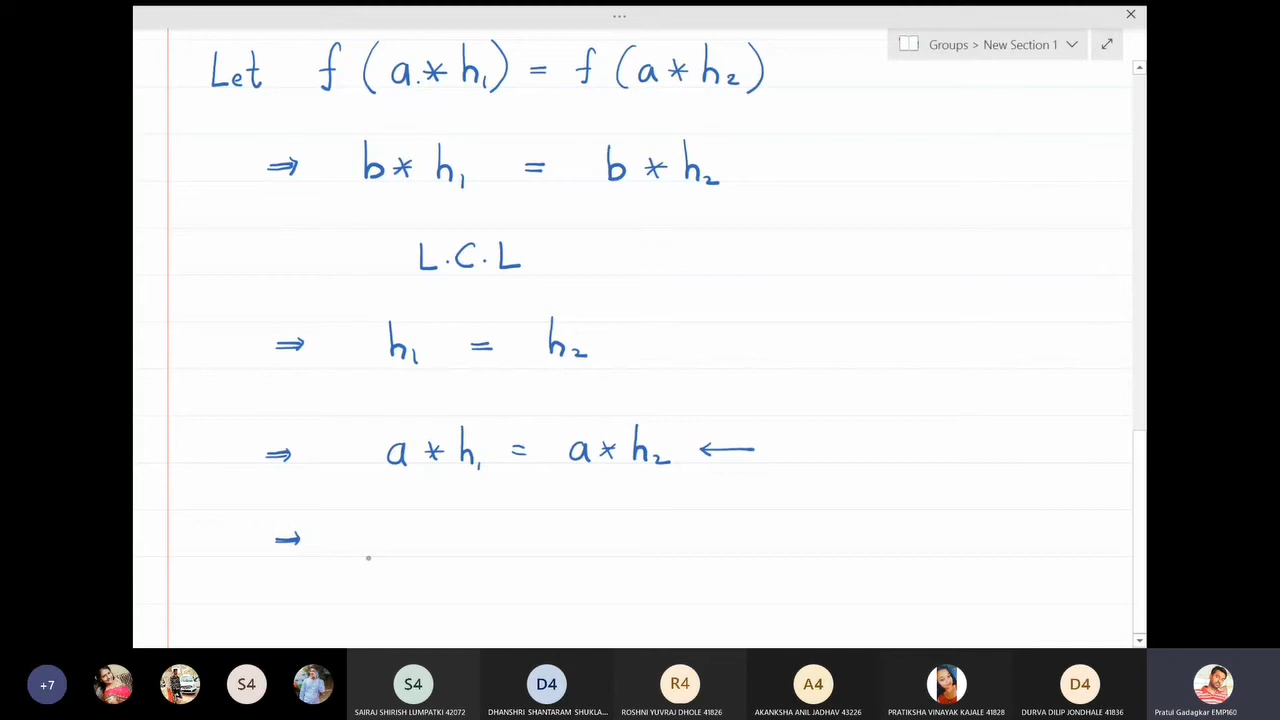 Groups > New Section 1
Let f ( a * h₁ ) = f ( a * h₂ )
⇒ b * h₁ = b * h₂
L.C.L
⇒ h₁ = h₂
⇒ a * h₁ = a * h₂ ←
⇒
+7
S4
S4
SAIRAJ SHIRISH LUMPATKI 42072
D4
DHANSHRI SHANTARAM SHUKLA...
R4
ROSHNI YUVRAJ DHOLE 41826
A4
AKANKSHA ANIL JADHAV 43226
PRATIKSHA VINAYAK KAJALE 41828
D4
DURVA DILIP JONDHALE 41836
Pratul Gadagkar EMP160